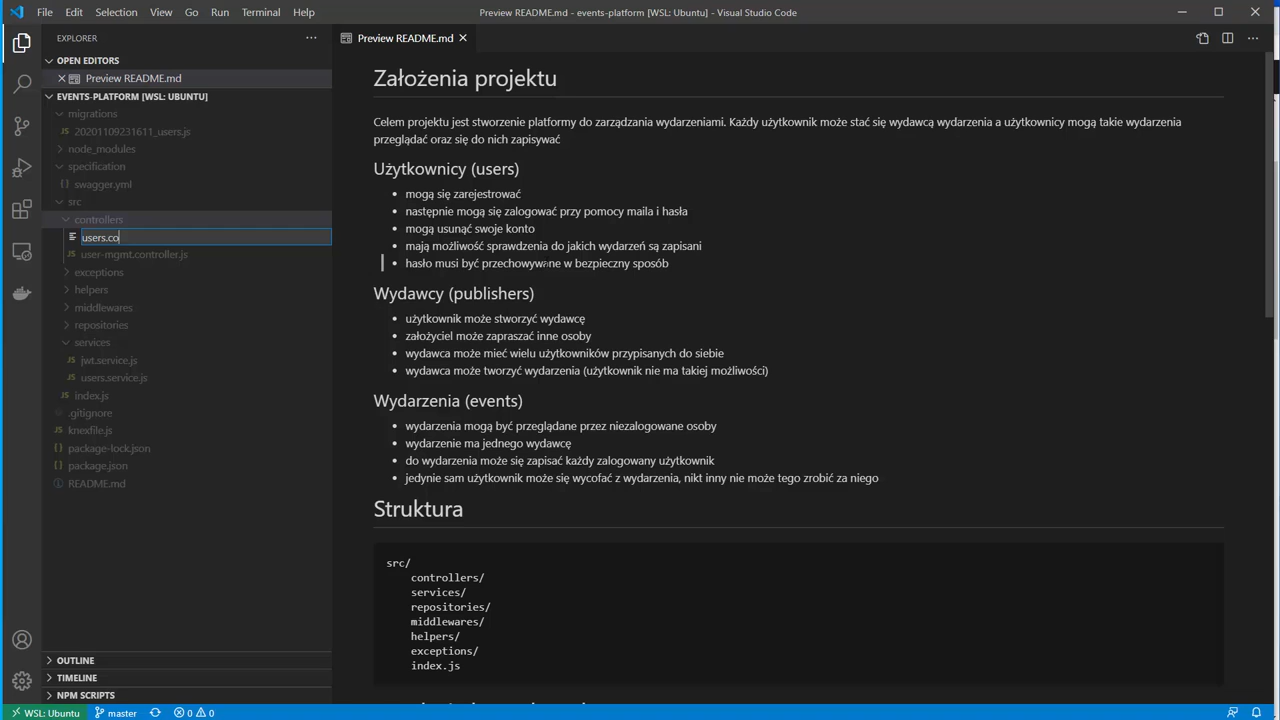 File Edit Selection View Go Run Terminal Help
Preview README.md - events-platform [WSL: Ubuntu] - Visual Studio Code
EXPLORER
OPEN EDITORS
Preview README.md
EVENTS-PLATFORM [WSL: UBUNTU]
migrations
20201109231611_users.js
node_modules
specification
swagger.yml
src
controllers
users.co
user-mgmt.controller.js
exceptions
helpers
middlewares
repositories
services
jwt.service.js
users.service.js
index.js
.gitignore
knexfile.js
package-lock.json
package.json
README.md
OUTLINE
TIMELINE
NPM SCRIPTS
Preview README.md
Założenia projektu
Celem projektu jest stworzenie platformy do zarządzania wydarzeniami. Każdy użytkownik może stać się wydawcą wydarzenia a użytkownicy mogą takie wydarzenia
przeglądać oraz się do nich zapisywać
Użytkownicy (users)
• mogą się zarejestrować
• następnie mogą się zalogować przy pomocy maila i hasła
• mogą usunąć swoje konto
• mają możliwość sprawdzenia do jakich wydarzeń są zapisani
• hasło musi być przechowywane w bezpieczny sposób
Wydawcy (publishers)
• użytkownik może stworzyć wydawcę
• założyciel może zapraszać inne osoby
• wydawca może mieć wielu użytkowników przypisanych do siebie
• wydawca może tworzyć wydarzenia (użytkownik nie ma takiej możliwości)
Wydarzenia (events)
• wydarzenia mogą być przeglądane przez niezalogowane osoby
• wydarzenie ma jednego wydawcę
• do wydarzenia może się zapisać każdy zalogowany użytkownik
• jedynie sam użytkownik może się wycofać z wydarzenia, nikt inny nie może tego zrobić za niego
Struktura
src/
controllers/
services/
repositories/
middlewares/
helpers/
exceptions/
index.js
WSL: Ubuntu master 0 0